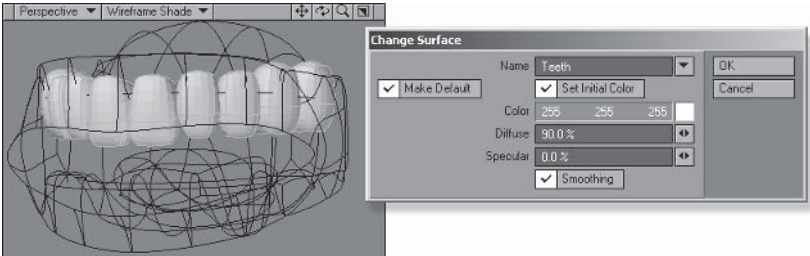 Perspective Wireframe Shade
Change Surface
Name Teeth
OK
Make Default Set Initial Color
Cancel
Color 255 255 255
Diffuse 90.0 %
Specular 0.0 %
Smoothing